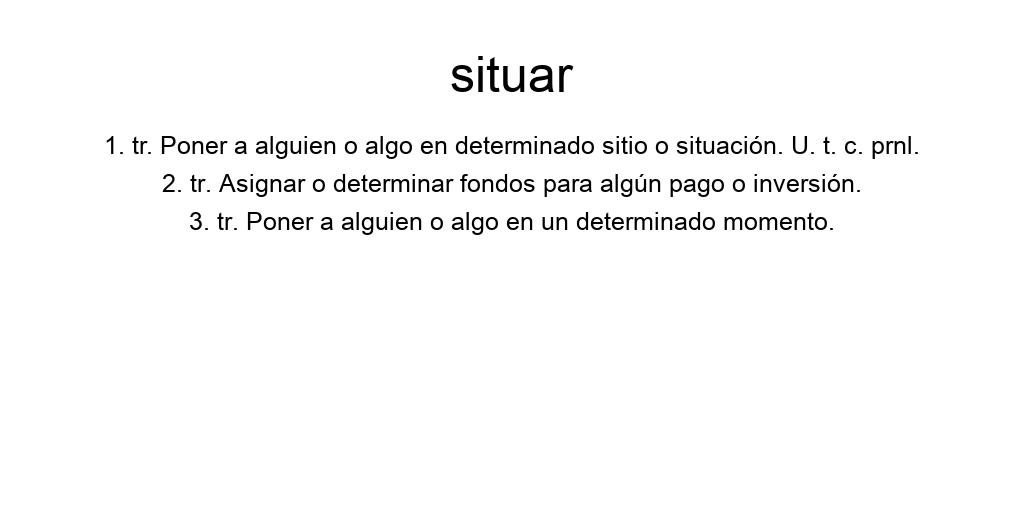 situar
1. tr. Poner a alguien o algo en determinado sitio o situación. U. t. c. prnl.
2. tr. Asignar o determinar fondos para algún pago o inversión.
3. tr. Poner a alguien o algo en un determinado momento.